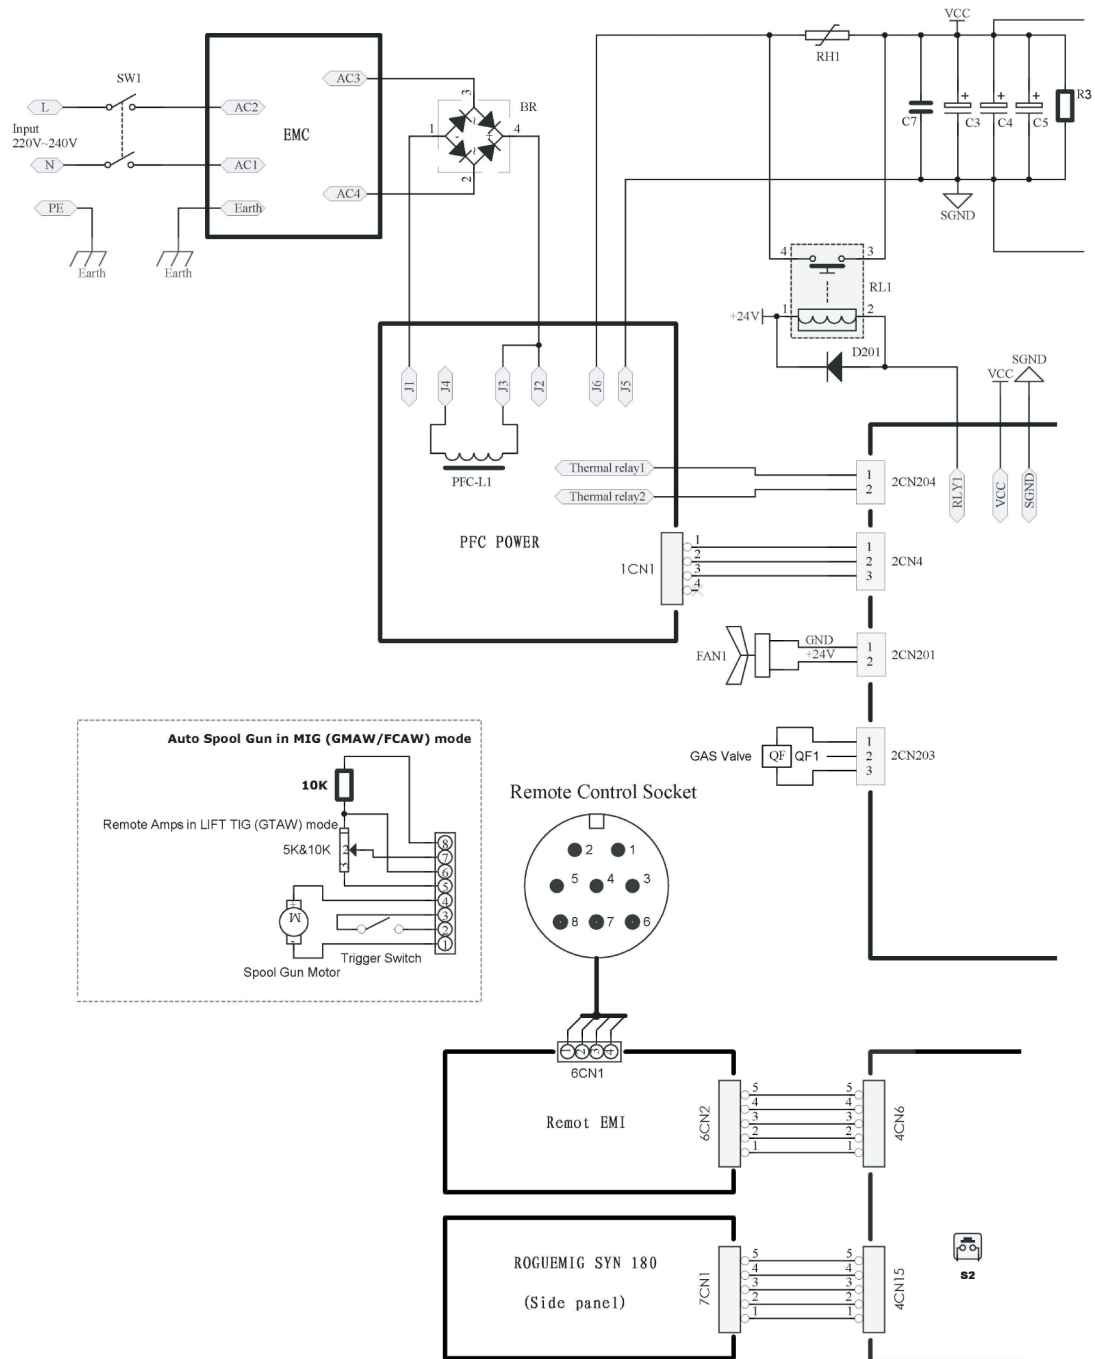 VCC
SW1
RH1
AC3
L
AC2
BR
3
R3
Input
220V~240V
EMC
1
4
~
~
-
+
+
+
+
C7
C3
C4
C5
N
AC1
2
AC4
PE
Earth
SGND
Earth
Earth
4
3
RL1
+24V
1
2
D201
SGND
VCC
J1
J4
J3
J2
J6
J5
Thermal relay1
Thermal relay2
1
2
2CN204
RLY1
VCC
SGND
PFC-L1
PFC POWER
1CN1
1
2
3
4
1
2
3
2CN4
FAN1
GND
+24V
1
2
2CN201
Auto Spool Gun in MIG (GMAW/FCAW) mode
GAS Valve
QF
QF1
1
2
3
2CN203
10K
Remote Control Socket
Remote Amps in LIFT TIG (GTAW) mode
5K&10K
2
3
8
7
6
5
4
3
2
1
+
M
-
Trigger Switch
Spool Gun Motor
2
1
5
4
3
8
7
6
1
2
3
4
6CN1
Remot EMI
6CN2
5
4
3
2
1
5
4
3
2
1
4CN6
ROGUEMIG SYN 180
(Side panel)
7CN1
5
4
3
2
1
5
4
3
2
1
4CN15
S2